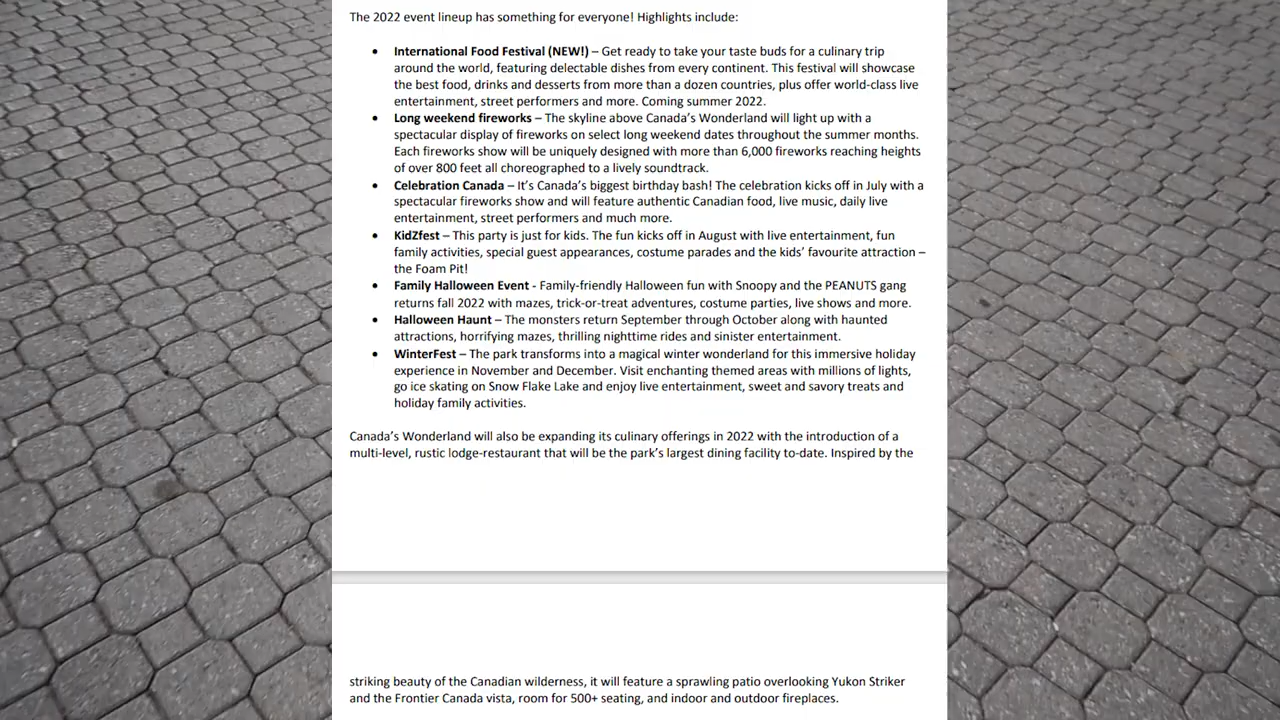 The 2022 event lineup has something for everyone! Highlights include:
• International Food Festival (NEW!) – Get ready to take your taste buds for a culinary trip
around the world, featuring delectable dishes from every continent. This festival will showcase
the best food, drinks and desserts from more than a dozen countries, plus offer world-class live
entertainment, street performers and more. Coming summer 2022.
• Long weekend fireworks – The skyline above Canada’s Wonderland will light up with a
spectacular display of fireworks on select long weekend dates throughout the summer months.
Each fireworks show will be uniquely designed with more than 6,000 fireworks reaching heights
of over 800 feet all choreographed to a lively soundtrack.
• Celebration Canada – It’s Canada’s biggest birthday bash! The celebration kicks off in July with a
spectacular fireworks show and will feature authentic Canadian food, live music, daily live
entertainment, street performers and much more.
• KidZfest – This party is just for kids. The fun kicks off in August with live entertainment, fun
family activities, special guest appearances, costume parades and the kids’ favourite attraction –
the Foam Pit!
• Family Halloween Event - Family-friendly Halloween fun with Snoopy and the PEANUTS gang
returns fall 2022 with mazes, trick-or-treat adventures, costume parties, live shows and more.
• Halloween Haunt – The monsters return September through October along with haunted
attractions, horrifying mazes, thrilling nighttime rides and sinister entertainment.
• WinterFest – The park transforms into a magical winter wonderland for this immersive holiday
experience in November and December. Visit enchanting themed areas with millions of lights,
go ice skating on Snow Flake Lake and enjoy live entertainment, sweet and savory treats and
holiday family activities.
Canada’s Wonderland will also be expanding its culinary offerings in 2022 with the introduction of a
multi-level, rustic lodge-restaurant that will be the park’s largest dining facility to-date. Inspired by the
striking beauty of the Canadian wilderness, it will feature a sprawling patio overlooking Yukon Striker
and the Frontier Canada vista, room for 500+ seating, and indoor and outdoor fireplaces.